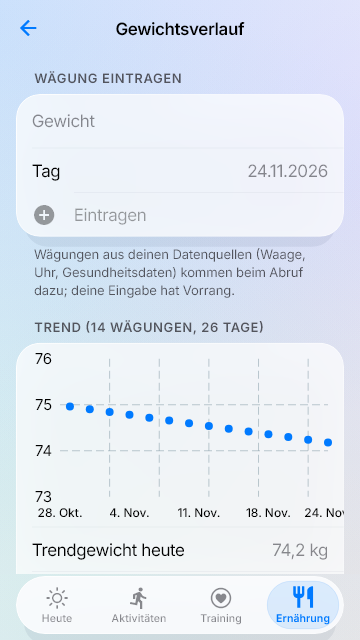 Gewichtsverlauf
WÄGUNG EINTRAGEN
Gewicht
Tag 24.11.2026
Eintragen
Wägungen aus deinen Datenquellen (Waage,
Uhr, Gesundheitsdaten) kommen beim Abruf
dazu; deine Eingabe hat Vorrang.
TREND (14 WÄGUNGEN, 26 TAGE)
76
75
74
73
28. Okt. 4. Nov. 11. Nov. 18. Nov. 24. Nov
Trendgewicht heute 74,2 kg
Heute Aktivitäten Training Ernährung